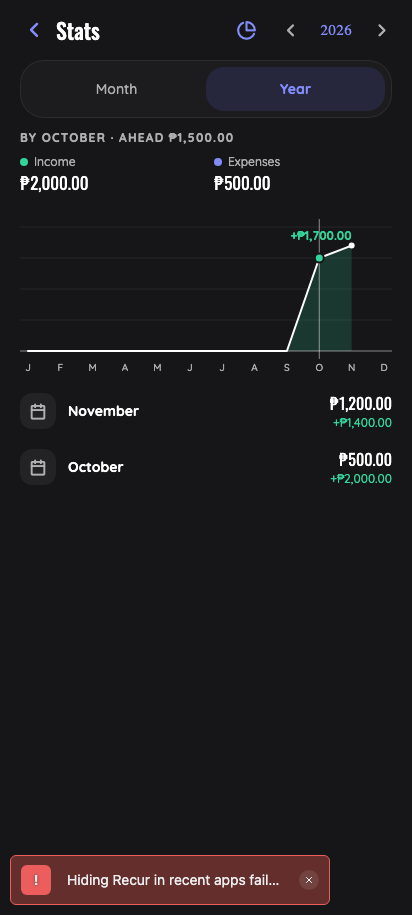 Stats
2026
Month Year
BY OCTOBER · AHEAD ₱1,500.00
Income Expenses
₱2,000.00 ₱500.00
+₱1,700.00
J F M A M J J A S O N D
November ₱1,200.00
+₱1,400.00
October ₱500.00
+₱2,000.00
! Hiding Recur in recent apps fail...